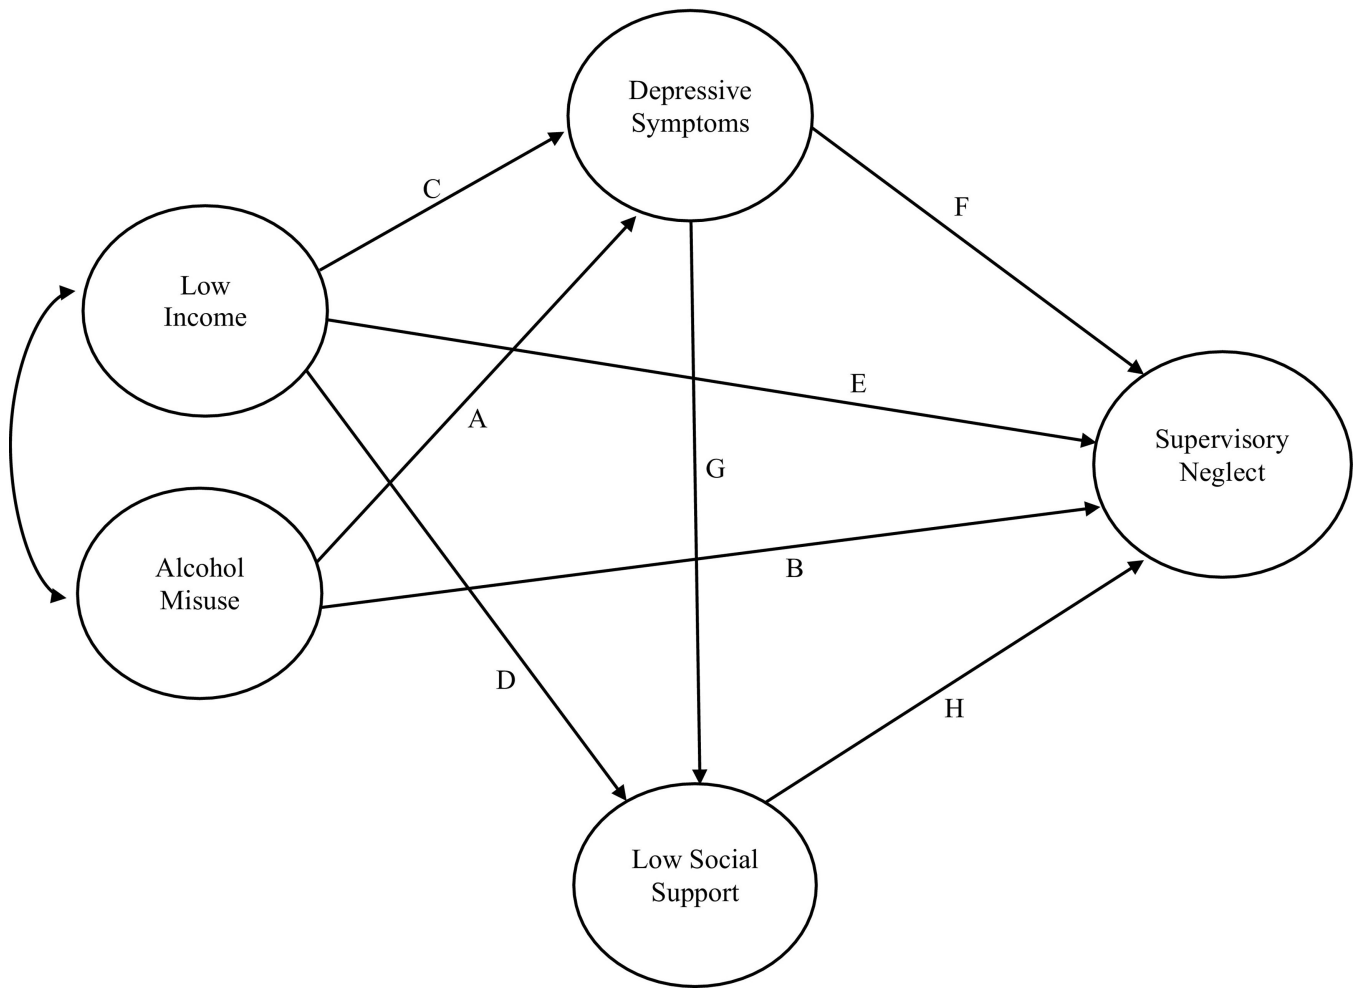 Depressive
Symptoms
C
F
Low
Income
E
A
Supervisory
Neglect
G
Alcohol
Misuse
B
D
H
Low Social
Support